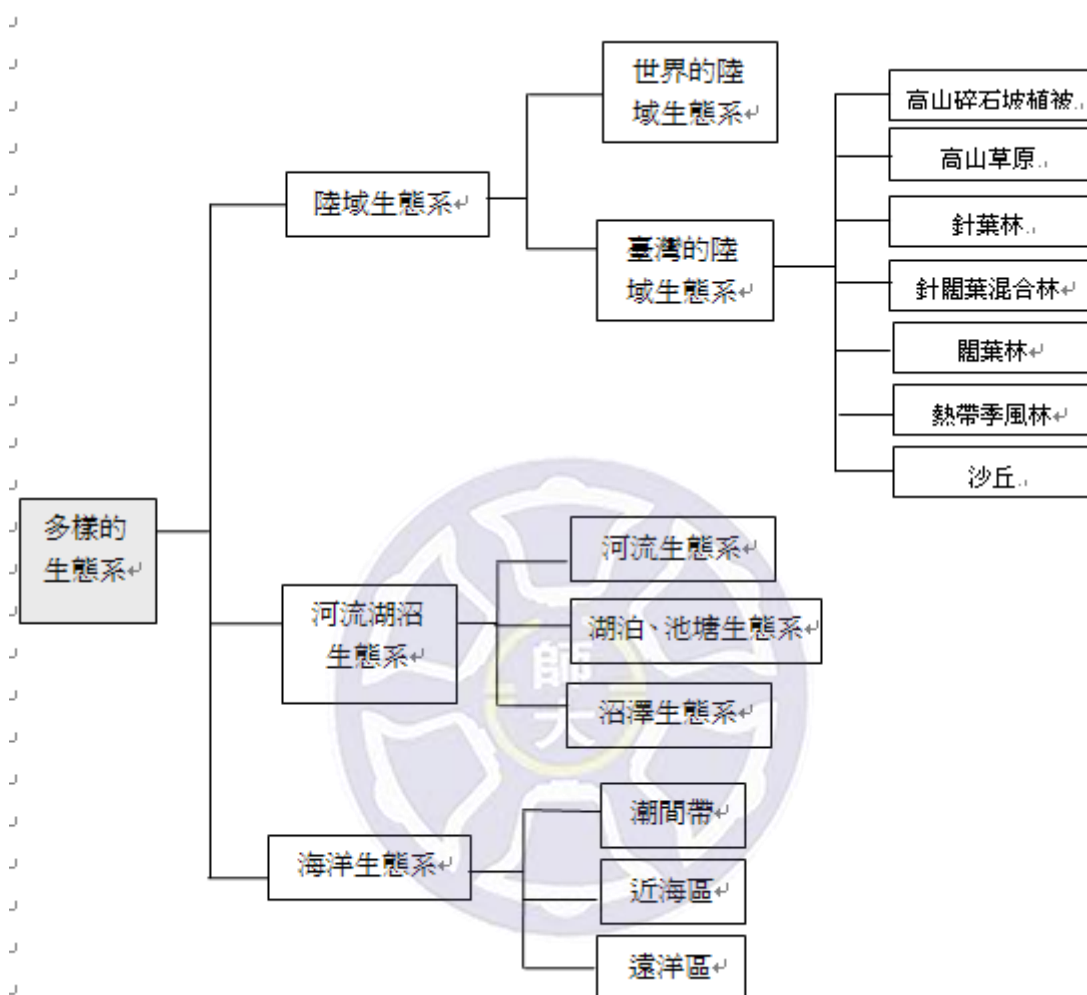 多樣的
生態系
陸域生態系
世界的陸
域生態系
臺灣的陸
域生態系
高山碎石坡植被
高山草原
針葉林
針闊葉混合林
闊葉林
熱帶季風林
沙丘
河流湖沼
生態系
河流生態系
湖泊、池塘生態系
沼澤生態系
海洋生態系
潮間帶
近海區
遠洋區
師
大